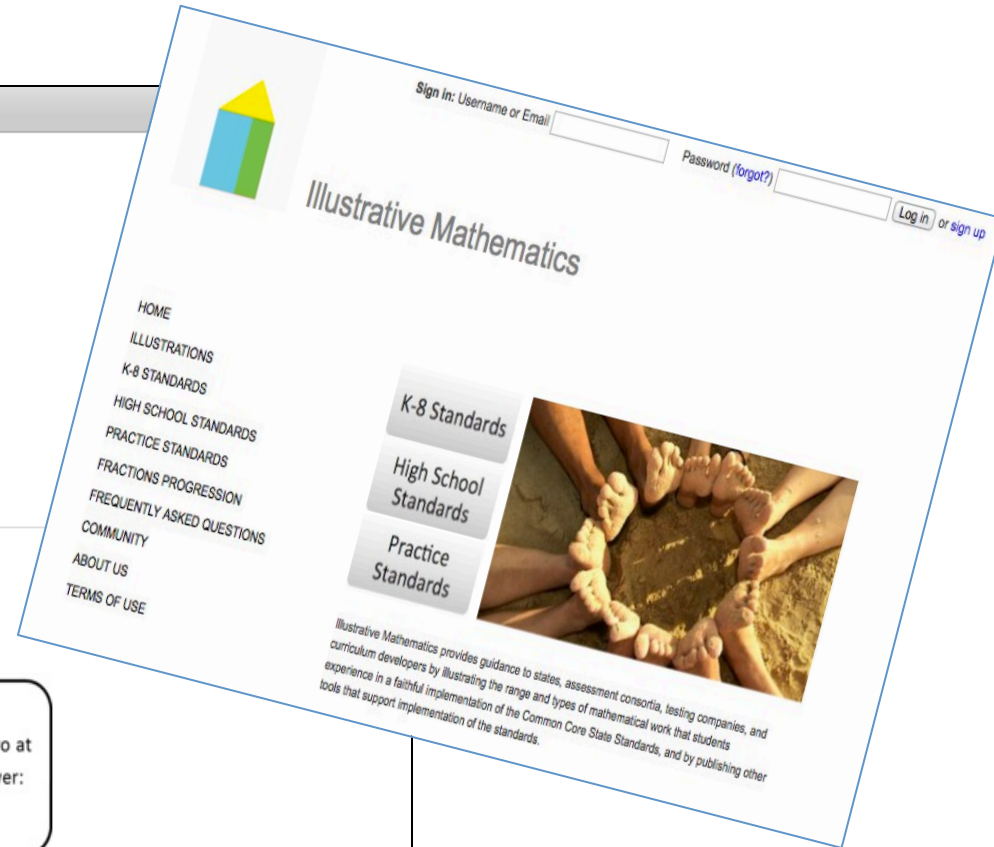 Sign in: Username or Email
Password (forgot?)
Log in or sign up
Illustrative Mathematics
HOME
ILLUSTRATIONS
K-8 STANDARDS
HIGH SCHOOL STANDARDS
PRACTICE STANDARDS
FRACTIONS PROGRESSION
FREQUENTLY ASKED QUESTIONS
COMMUNITY
ABOUT US
TERMS OF USE
K-8 Standards
High School
Standards
Practice
Standards
Illustrative Mathematics provides guidance to states, assessment consortia, testing companies, and
curriculum developers by illustrating the range and types of mathematical work that students
experience in a faithful implementation of the Common Core State Standards, and by publishing other
tools that support implementation of the standards.
at